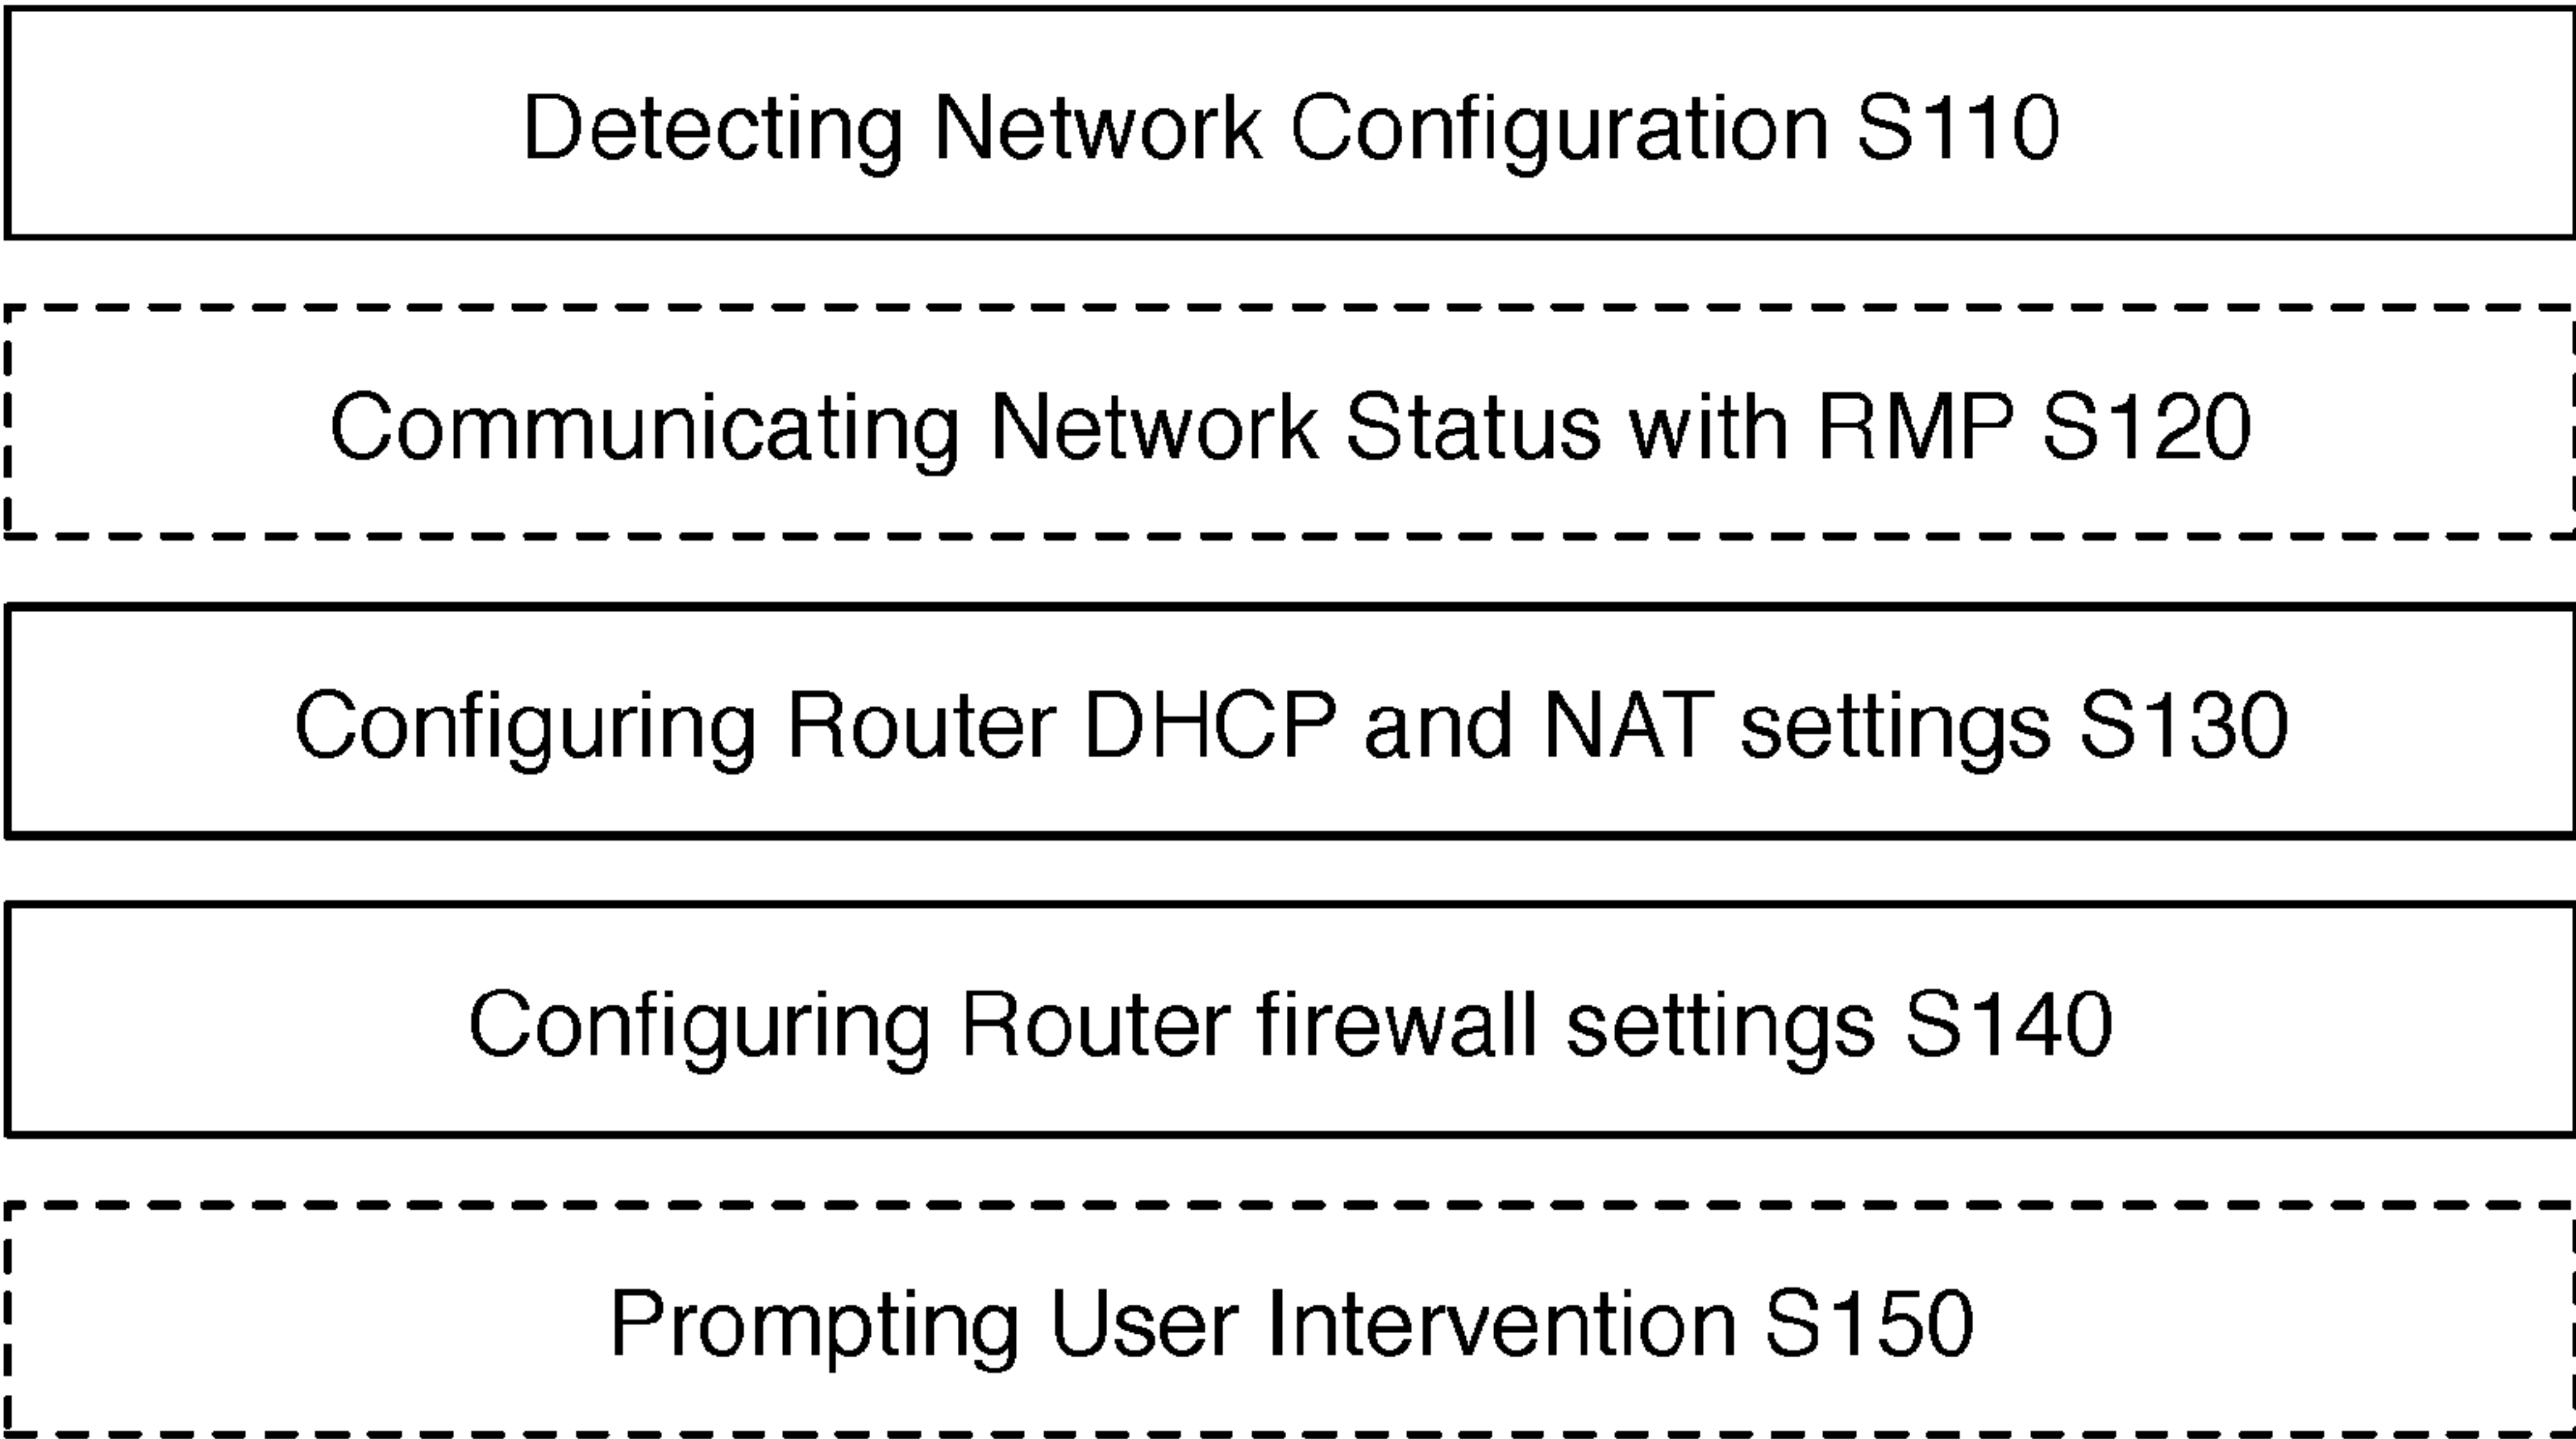 Detecting Network Configuration S110
Communicating Network Status with RMP S120
Configuring Router DHCP and NAT settings S130
Configuring Router firewall settings S140
Prompting User Intervention S150